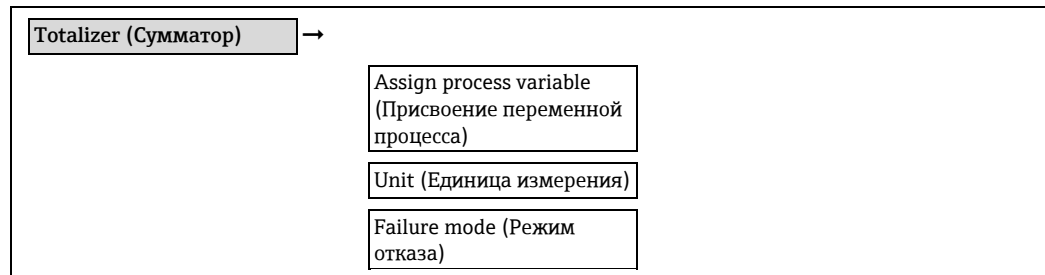 Totalizer (Сумматор) →
Assign process variable
(Присвоение переменной
процесса)
Unit (Единица измерения)
Failure mode (Режим
отказа)